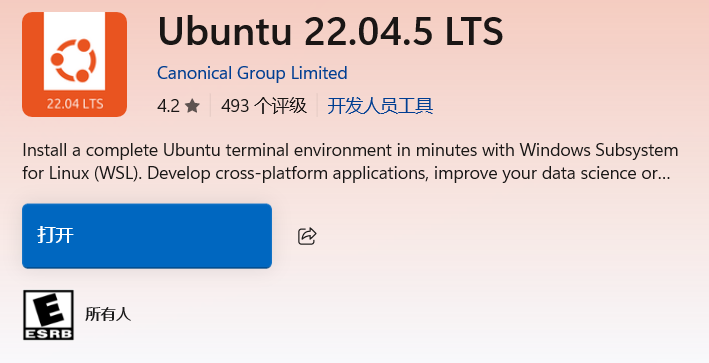 22.04 LTS
Ubuntu 22.04.5 LTS
Canonical Group Limited
4.2 ★ 493 个评级 开发人员工具
Install a complete Ubuntu terminal environment in minutes with Windows Subsystem
for Linux (WSL). Develop cross-platform applications, improve your data science or...
打开
E
ESRB
所有人